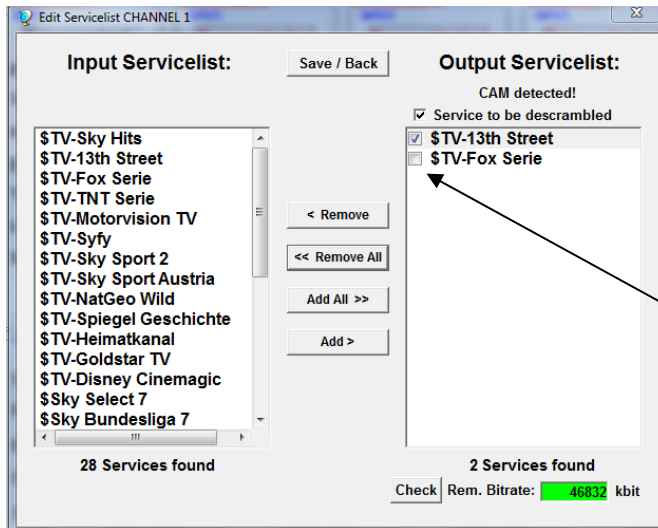 Edit Servicelist CHANNEL 1
Input Servicelist:
Save / Back
Output Servicelist:
CAM detected!
Service to be descrambled
$TV-Sky Hits
$TV-13th Street
$TV-Fox Serie
$TV-TNT Serie
$TV-Motorvision TV
$TV-Syfy
$TV-Sky Sport 2
$TV-Sky Sport Austria
$TV-NatGeo Wild
$TV-Spiegel Geschichte
$TV-Heimatkanal
$TV-Goldstar TV
$TV-Disney Cinemagic
$Sky Select 7
$Sky Bundesliga 7
28 Services found
< Remove
<< Remove All
Add All >>
Add >
$TV-13th Street
$TV-Fox Serie
2 Services found
Check Rem. Bitrate: 46832 kbit